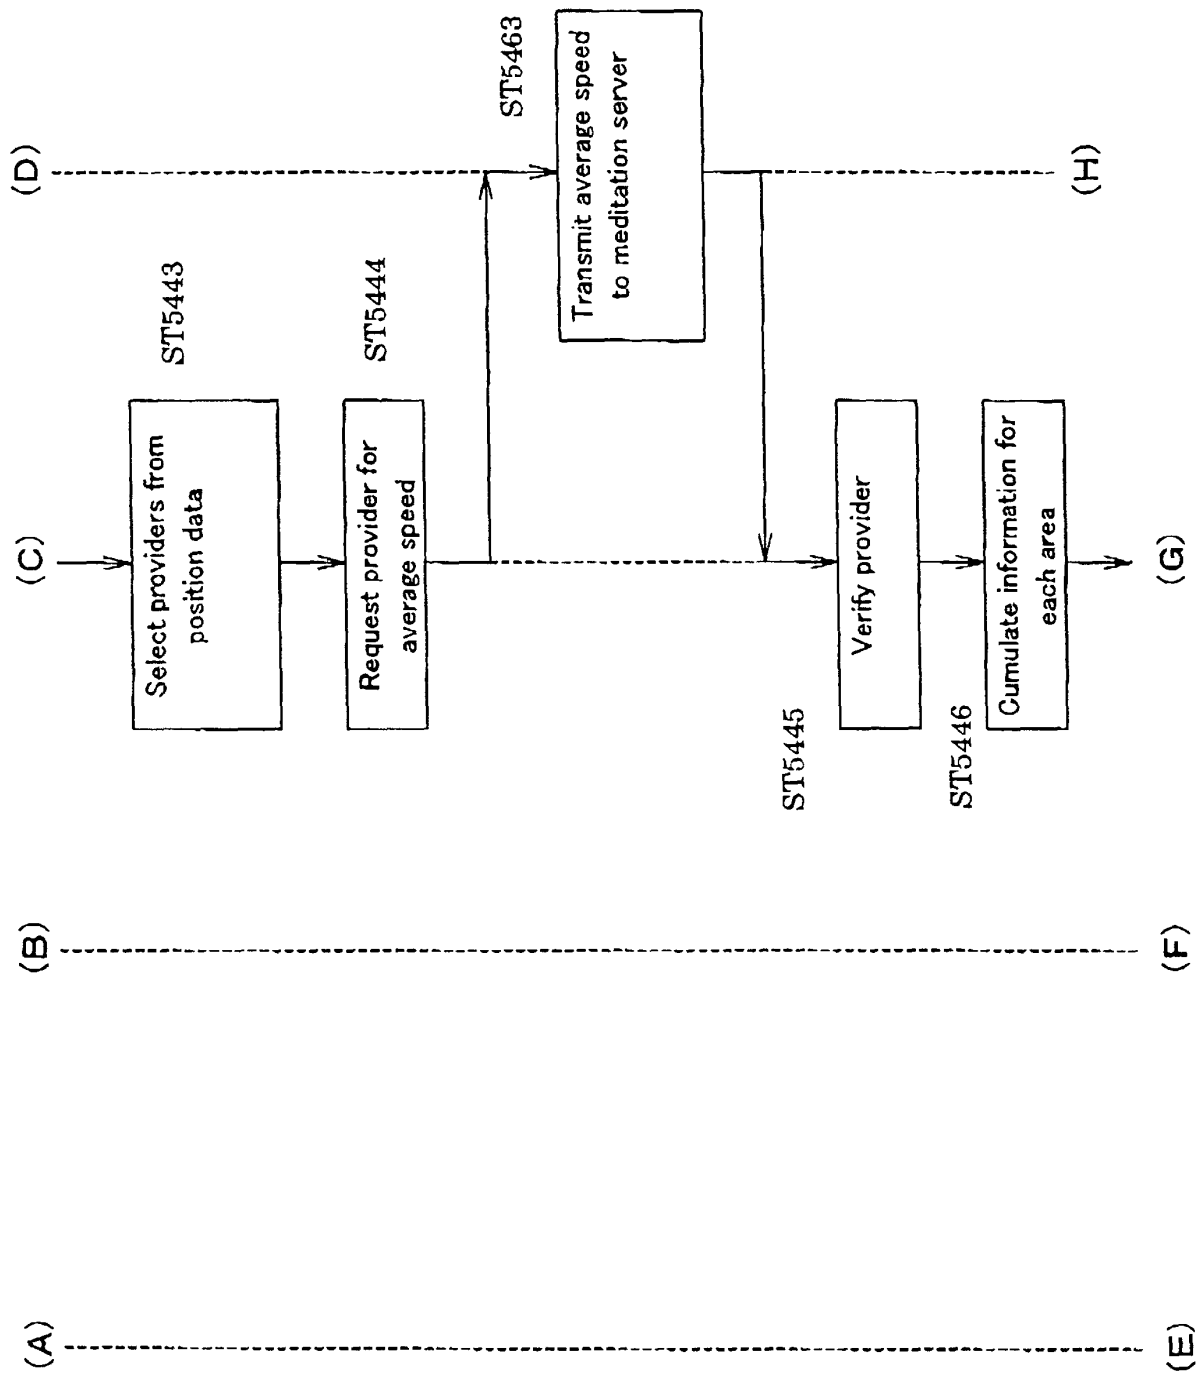 (A)
(B)
(C)
(D)
ST5443
Select providers from
position data
ST5444
Request provider for
average speed
ST5463
Transmit average speed
to meditation server
ST5445
Verify provider
ST5446
Cumulate information for
each area
(E)
(F)
(G)
(H)